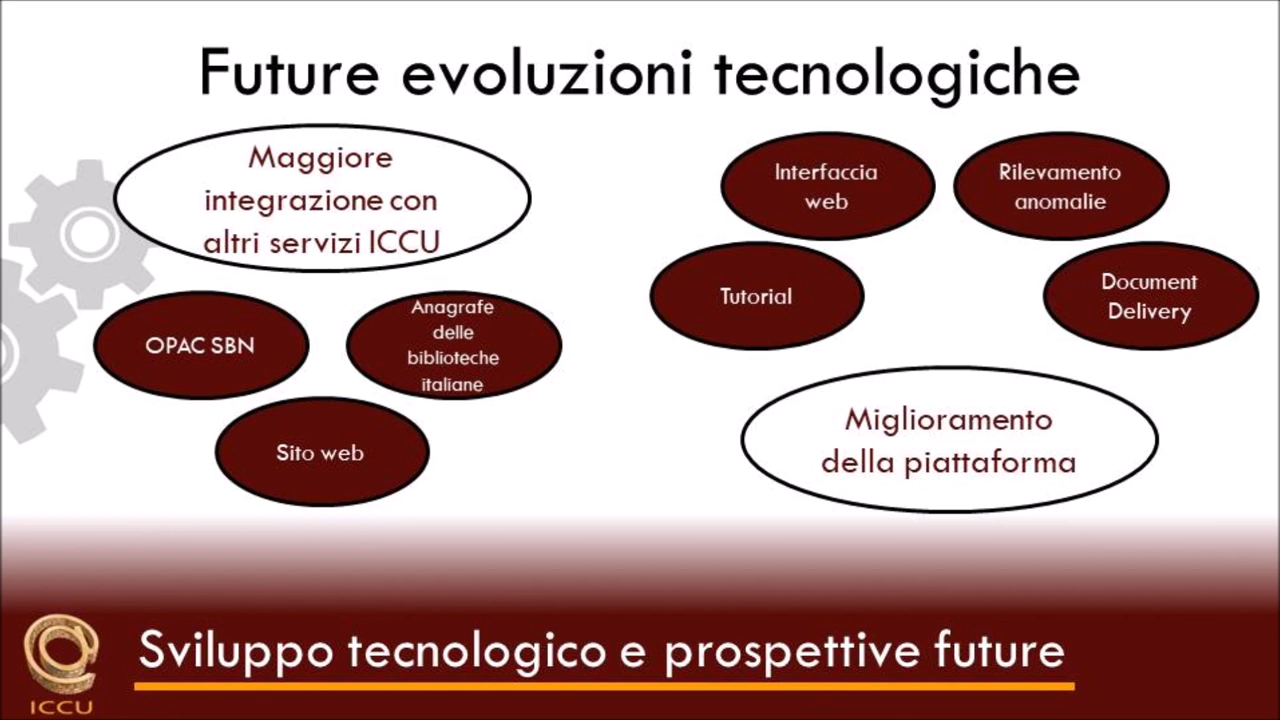 Future evoluzioni tecnologiche
Maggiore
integrazione con
altri servizi ICCU
OPAC SBN
Anagrafe
delle
biblioteche
italiane
Sito web
Interfaccia
web
Rilevamento
anomalie
Tutorial
Document
Delivery
Miglioramento
della piattaforma
Sviluppo tecnologico e prospettive future
ICCU